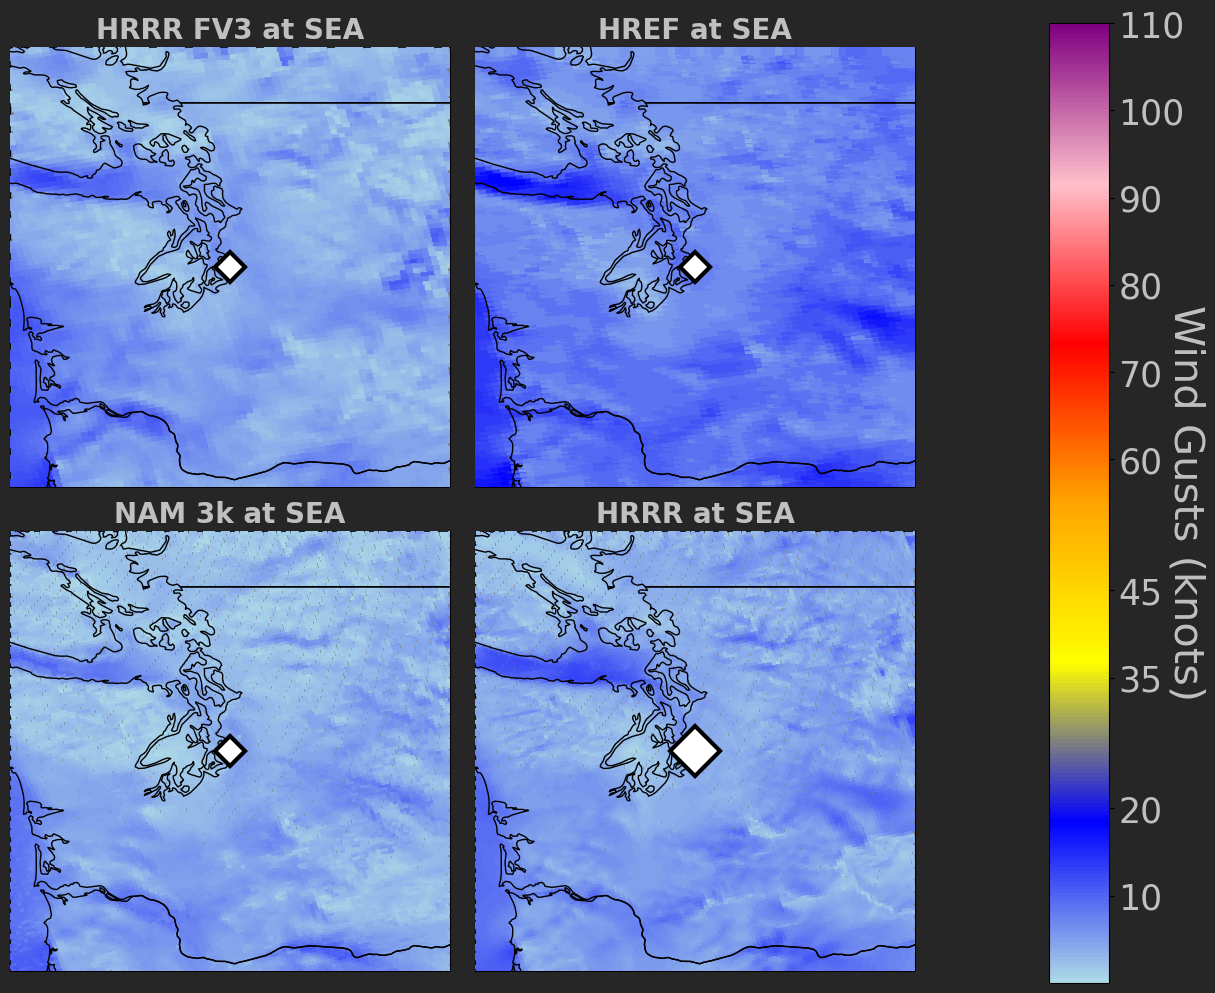 HRRR FV3 at SEA
HREF at SEA
NAM 3k at SEA
HRRR at SEA
110
100
90
80
70
60
45
35
20
10
Wind Gusts (knots)